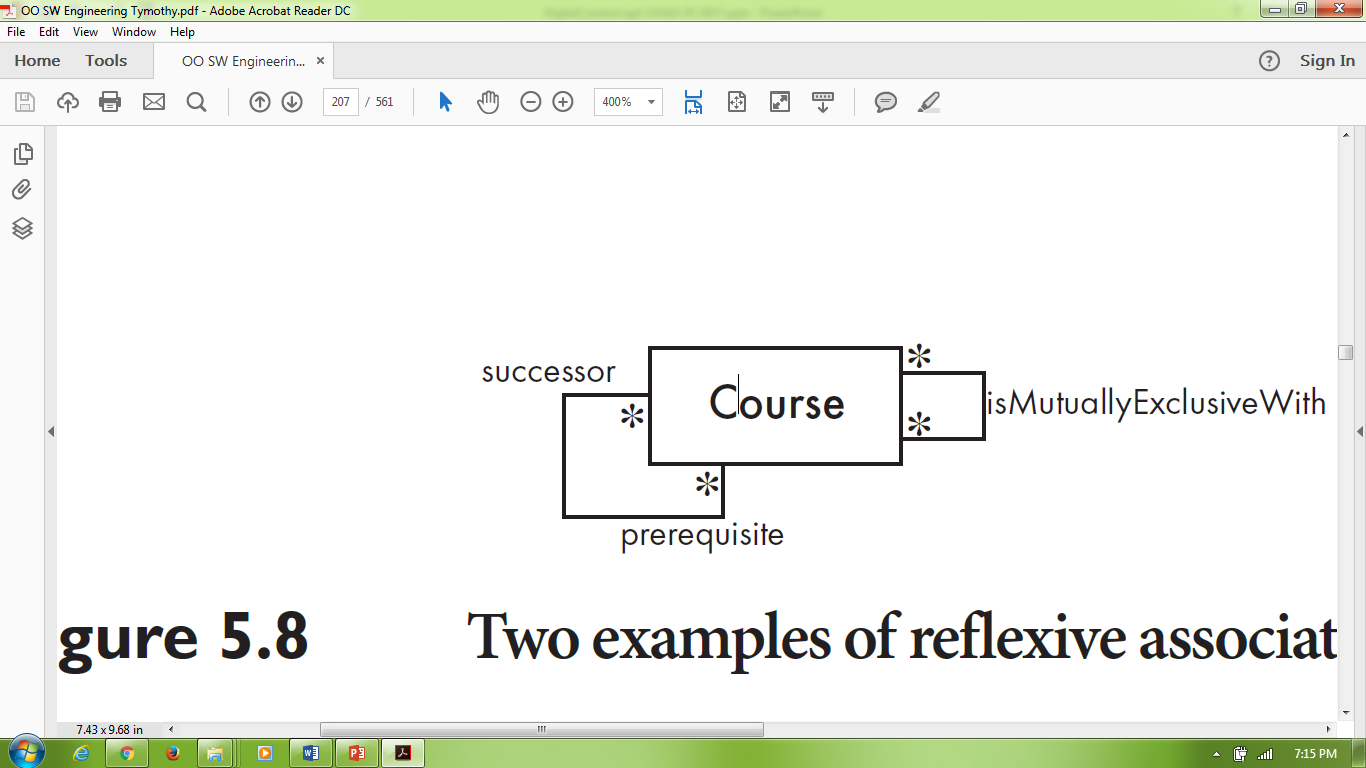 OO SW Engineering Tymothy.pdf - Adobe Acrobat Reader DC
File Edit View Window Help
Home Tools OO SW Engineerin... × ? Sign In
207 / 561 400%
successor
*
Course
*
*
isMutuallyExclusiveWith
*
prerequisite
gure 5.8 Two examples of reflexive associat
7.43 x 9.68 in
7:15 PM